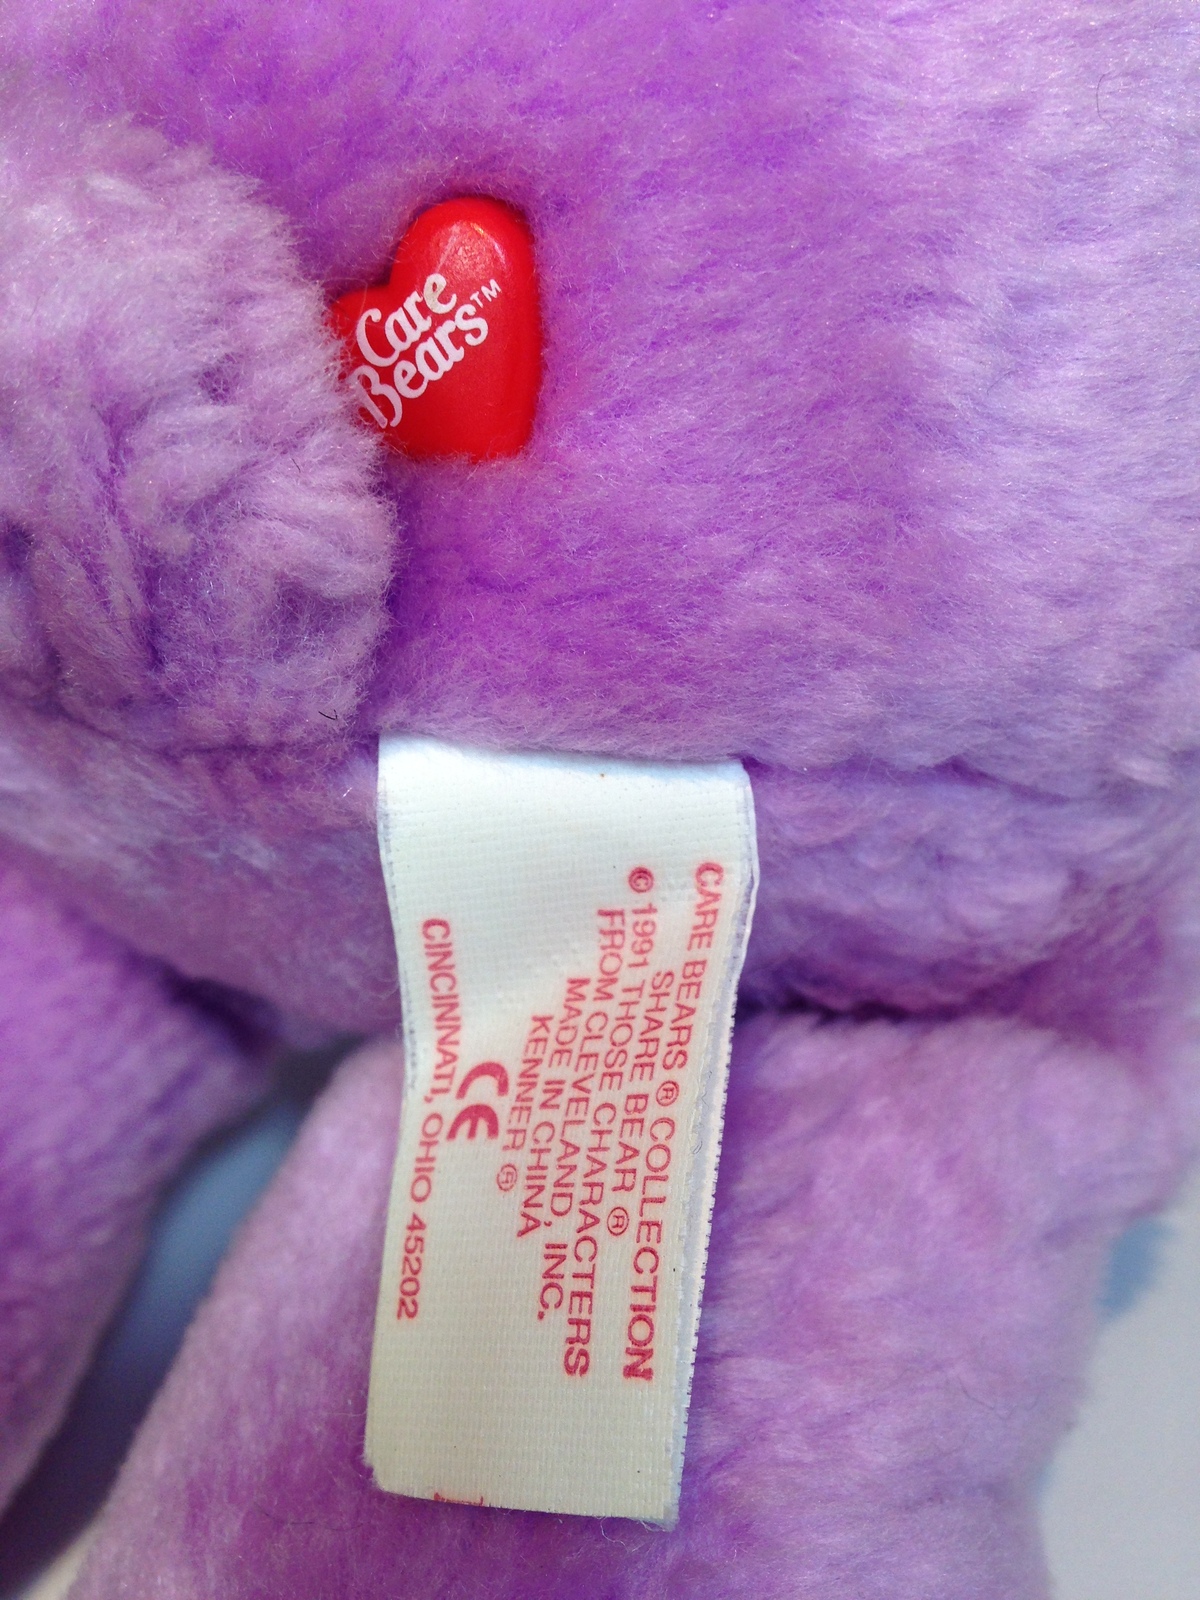 Care
Bears™
CARE BEARS ® COLLECTION
SHARE BEAR ®
© 1991 THOSE CHARACTERS
FROM CLEVELAND, INC.
MADE IN CHINA
KENNER ®
CE
CINCINNATI, OHIO 45202